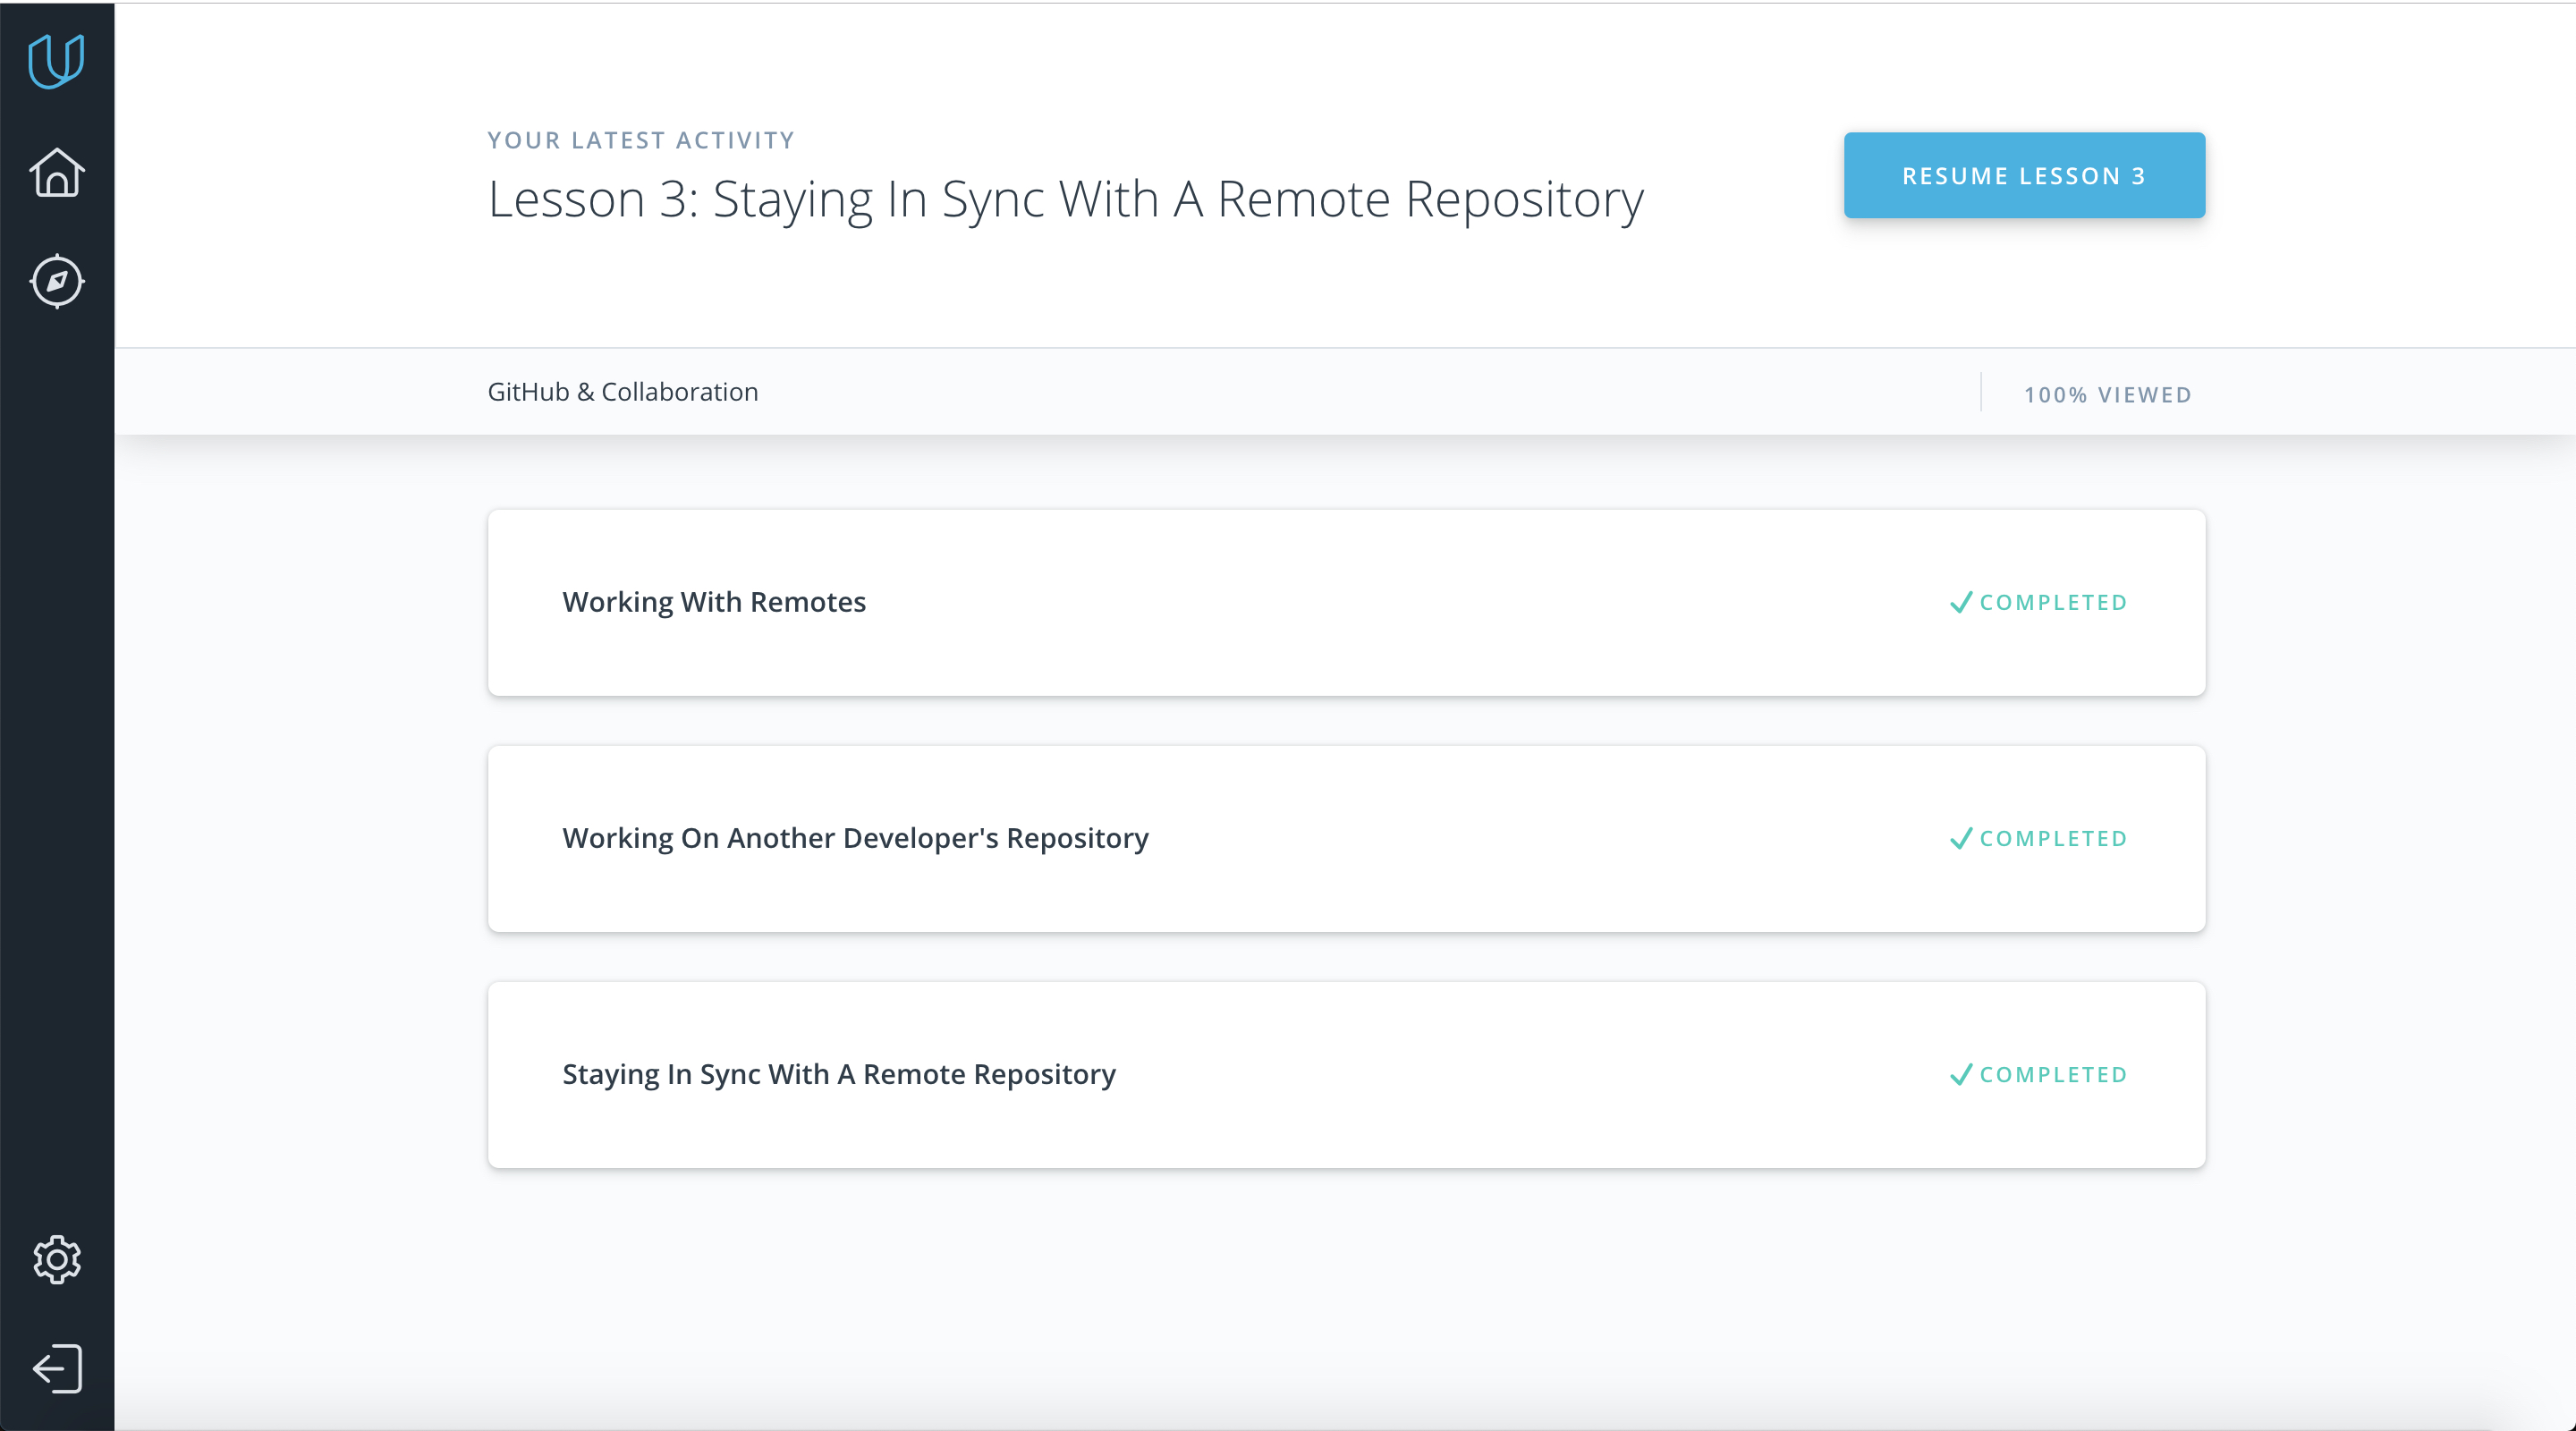 YOUR LATEST ACTIVITY
Lesson 3: Staying In Sync With A Remote Repository
RESUME LESSON 3
GitHub & Collaboration
100% VIEWED
Working With Remotes
COMPLETED
Working On Another Developer's Repository
COMPLETED
Staying In Sync With A Remote Repository
COMPLETED